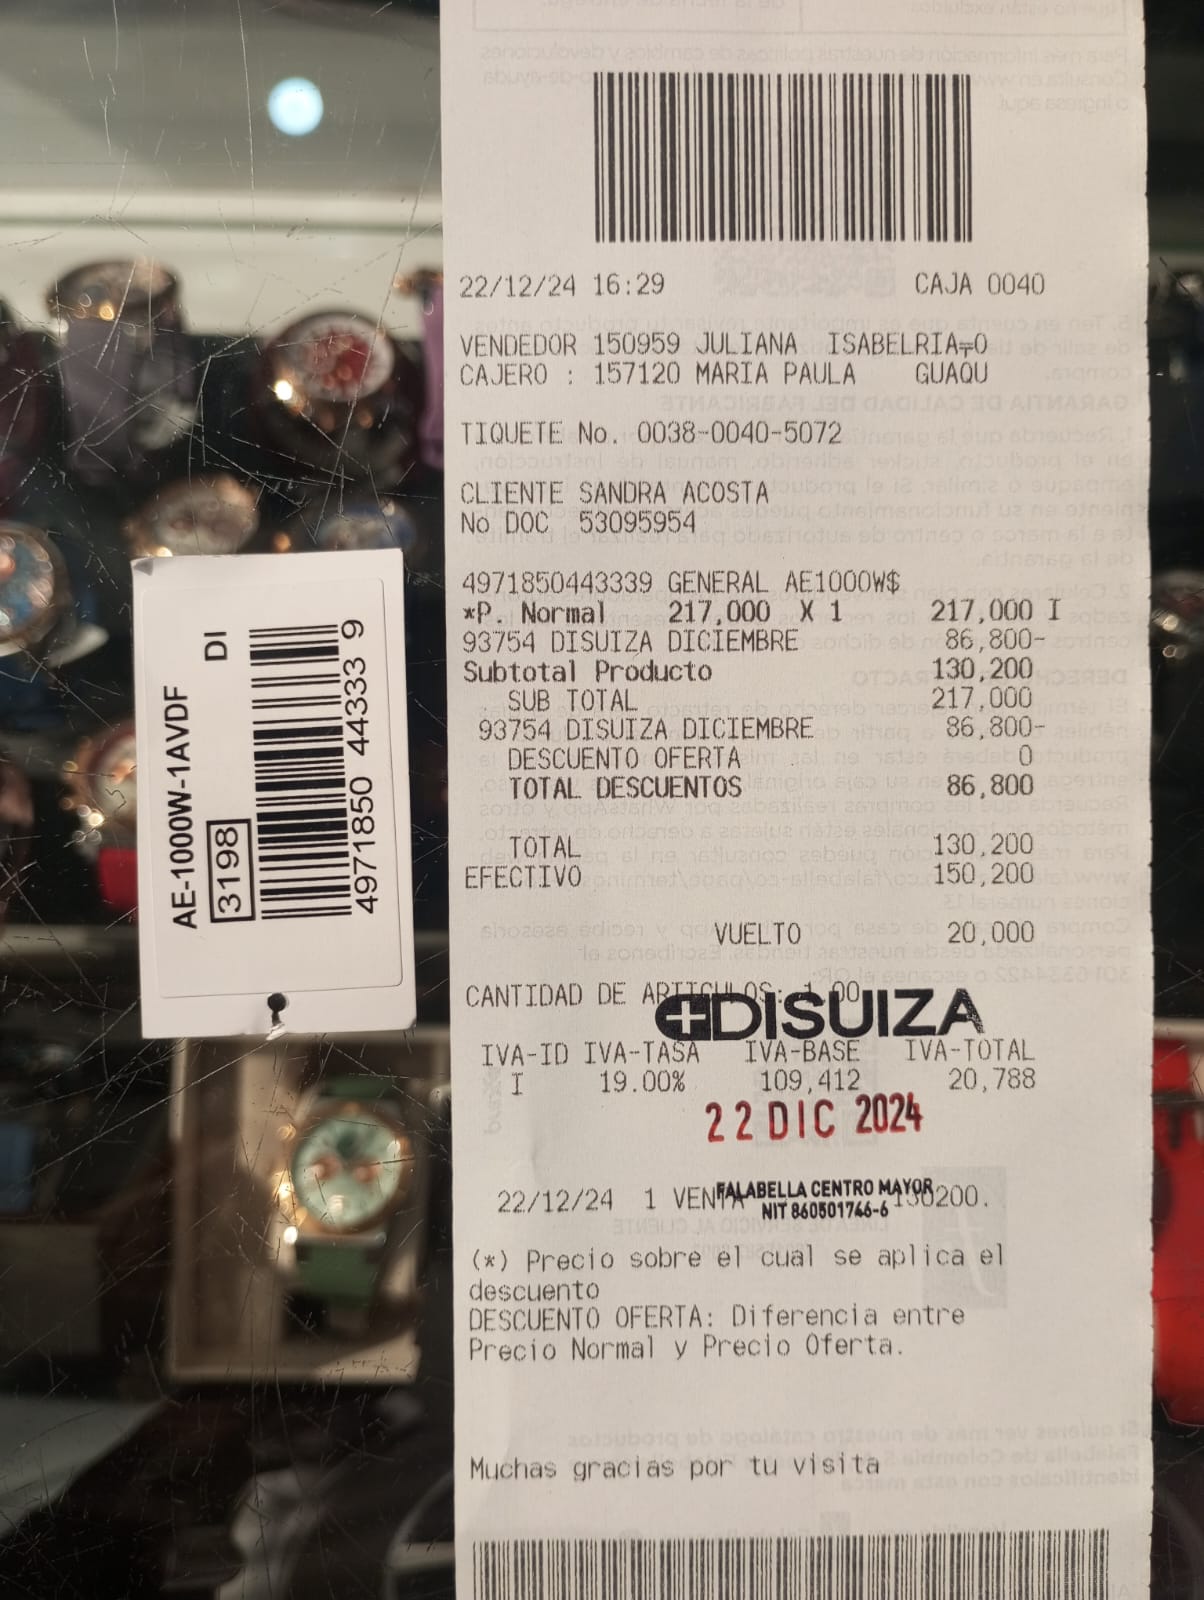 22/12/24 16:29 CAJA 0040
VENDEDOR 150959 JULIANA ISABELRIA╤O
CAJERO : 157120 MARIA PAULA GUAQU
TIQUETE No. 0038-0040-5072
CLIENTE SANDRA ACOSTA
No DOC 53095954
4971850443339 GENERAL AE1000W$
*P. Normal 217,000 X 1 217,000 I
93754 DISUIZA DICIEMBRE 86,800-
Subtotal Producto 130,200
SUB TOTAL 217,000
93754 DISUIZA DICIEMBRE 86,800-
DESCUENTO OFERTA 0
TOTAL DESCUENTOS 86,800
TOTAL 130,200
EFECTIVO 150,200
VUELTO 20,000
CANTIDAD DE ARTICULOS: 1.00
DISUIZA
IVA-ID IVA-TASA IVA-BASE IVA-TOTAL
I 19.00% 109,412 20,788
22 DIC 2024
22/12/24 1 VENTA 130200.
FALABELLA CENTRO MAYOR
NIT 860501746-6
(*) Precio sobre el cual se aplica el
descuento
DESCUENTO OFERTA: Diferencia entre
Precio Normal y Precio Oferta.
Muchas gracias por tu visita
AE-1000W-1AVDF DI
3198
4971850 44333 9